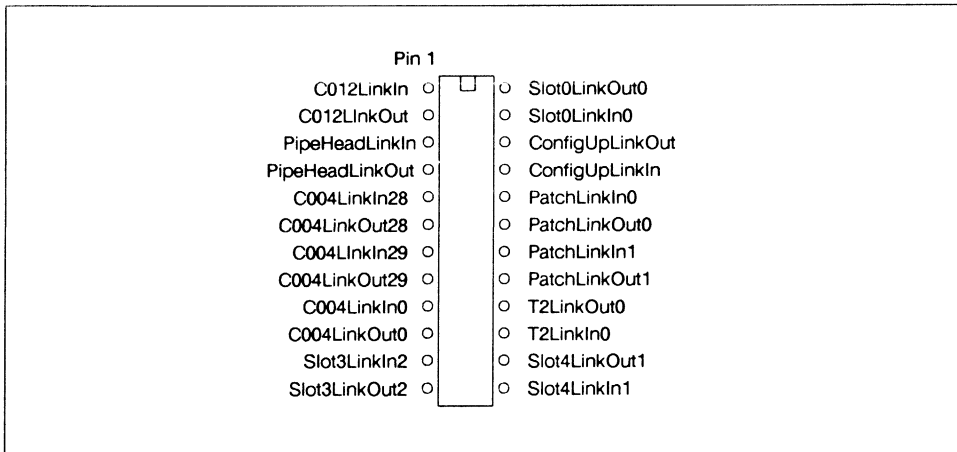 Pin 1
C012LinkIn Slot0LinkOut0
C012LInkOut Slot0LinkIn0
PipeHeadLinkIn ConfigUpLinkOut
PipeHeadLinkOut ConfigUpLinkIn
C004LinkIn28 PatchLinkIn0
C004LinkOut28 PatchLinkOut0
C004LInkIn29 PatchLinkIn1
C004LinkOut29 PatchLinkOut1
C004LinkIn0 T2LinkOut0
C004LinkOut0 T2LinkIn0
Slot3LinkIn2 Slot4LinkOut1
Slot3LinkOut2 Slot4LinkIn1